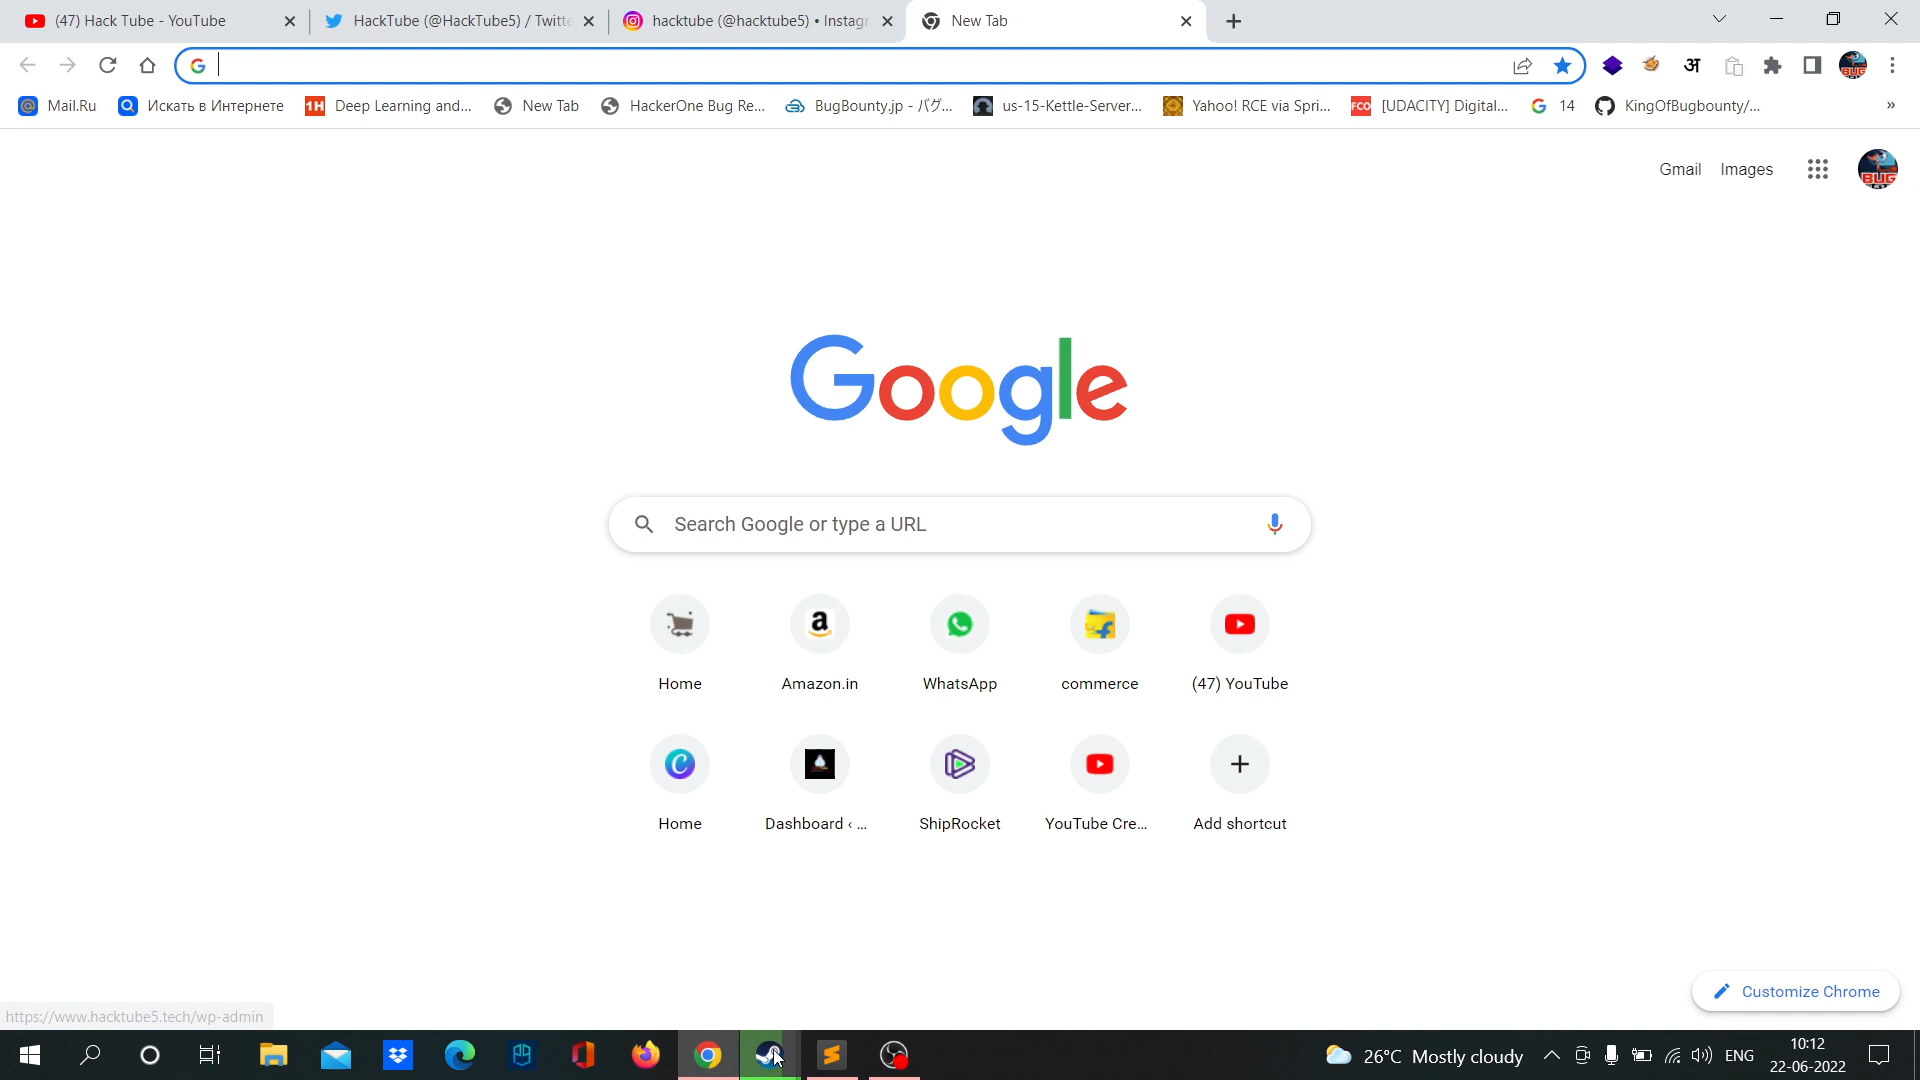 (47) Hack Tube - YouTube
HackTube (@HackTube5) / Twitte
hacktube (@hacktube5) • Instagr
New Tab
Mail.Ru
Искать в Интернете
1H Deep Learning and...
New Tab
HackerOne Bug Re...
BugBounty.jp - バグ...
us-15-Kettle-Server...
Yahoo! RCE via Spri...
FCO [UDACITY] Digital...
14
KingOfBugbounty/...
»
Gmail
Images
BUG
Google
Search Google or type a URL
Home
Amazon.in
WhatsApp
commerce
(47) YouTube
Home
Dashboard ‹ ...
ShipRocket
YouTube Cre...
Add shortcut
Customize Chrome
https://www.hacktube5.tech/wp-admin
26°C Mostly cloudy
ENG
10:12
22-06-2022